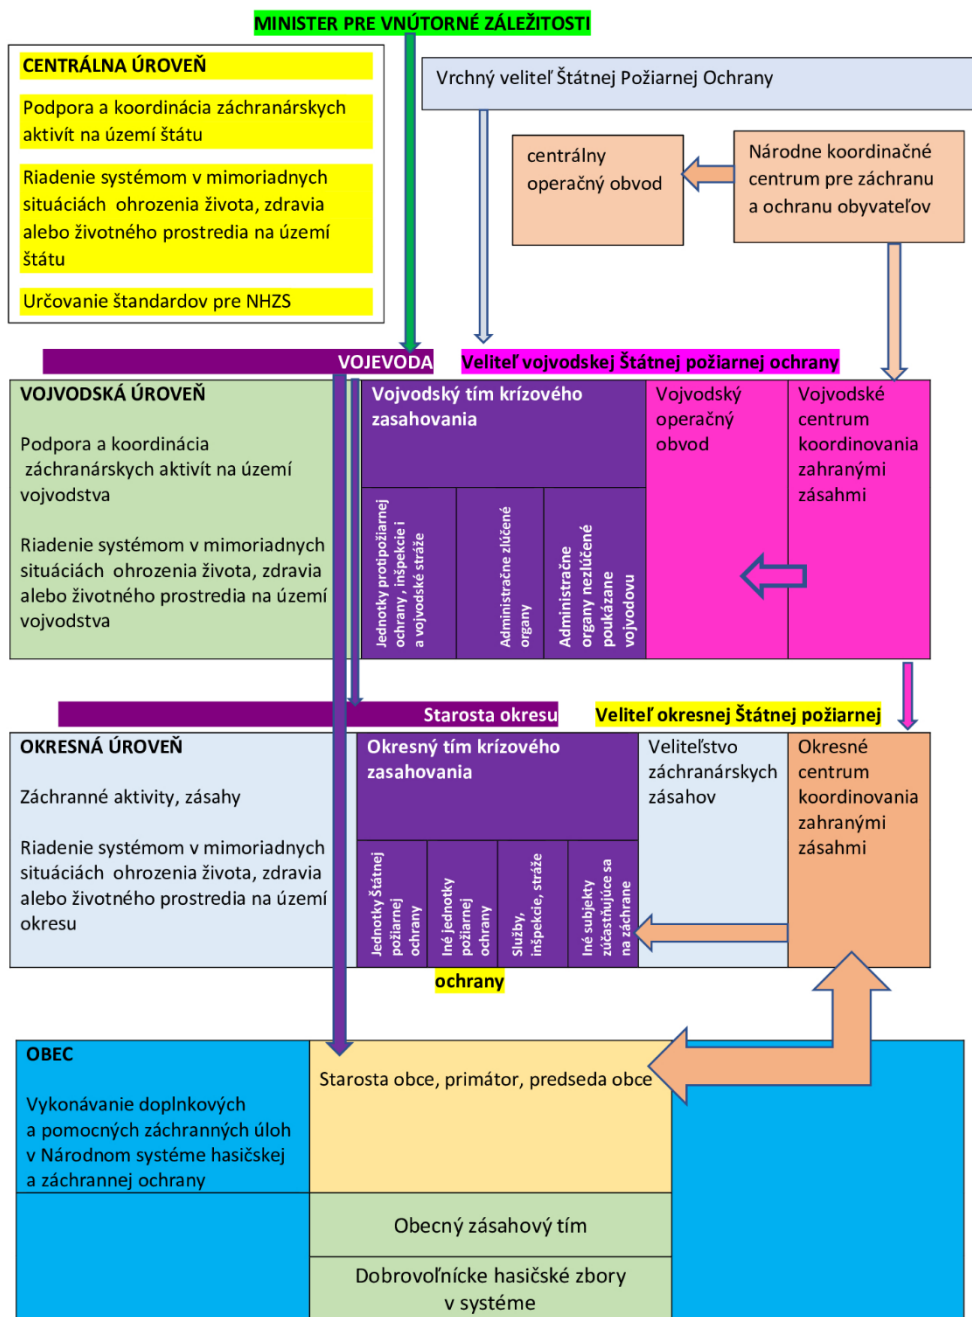 MINISTER PRE VNÚTORNÉ ZÁLEŽITOSTI
CENTRÁLNA ÚROVEŇ
Podpora a koordinácia záchranárskych
aktivít na území štátu
Riadenie systémom v mimoriadnych
situáciách ohrozenia života, zdravia
alebo životného prostredia na území
štátu
Určovanie štandardov pre NHZS
Vrchný veliteľ Štátnej Požiarnej Ochrany
centrálny
operačný obvod
Národne koordinačné
centrum pre záchranu
a ochranu obyvateľov
VOJEVODA
Veliteľ vojvodskej Štátnej požiarnej ochrany
VOJVODSKÁ ÚROVEŇ
Podpora a koordinácia
záchranárskych aktivít na území
vojvodstva
Riadenie systémom v mimoriadnych
situáciách ohrozenia života, zdravia
alebo životného prostredia na území
vojvodstva
Vojvodský tím krízového
zasahovania
Jednotky protipožiarnej
ochrany , inšpekcie i
a vojvodské stráže
Administračne zlúčené
organy
Administračne
organy nezlúčené
poukázane
vojvodovu
Vojvodský
operačný
obvod
Vojvodské
centrum
koordinovania
zahranými
zásahmi
Starosta okresu
Veliteľ okresnej Štátnej požiarnej
OKRESNÁ ÚROVEŇ
Záchranné aktivity, zásahy
Riadenie systémom v mimoriadnych
situáciách ohrozenia života, zdravia
alebo životného prostredia na území
okresu
Okresný tím krízového
zasahovania
Jednotky Štátnej
požiarnej
ochrany
Iné jednotky
požiarnej
ochrany
Služby,
inšpekcie, stráže
Iné subjekty
zúčastňujúce sa
na záchrane
Veliteľstvo
záchranárskych
zásahov
Okresné
centrum
koordinovania
zahranými
zásahmi
ochrany
OBEC
Vykonávanie doplnkových
a pomocných záchranných úloh
v Národnom systéme hasičskej
a záchrannej ochrany
Starosta obce, primátor, predseda obce
Obecný zásahový tím
Dobrovoľnícke hasičské zbory
v systéme